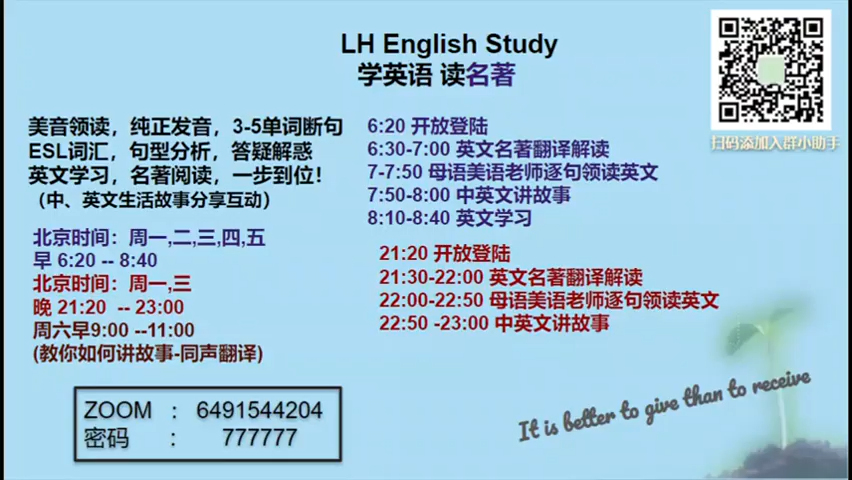 LH English Study
学英语 读名著
扫码添加入群小助手
美音领读，纯正发音，3-5单词断句
ESL词汇，句型分析，答疑解惑
英文学习，名著阅读，一步到位！
（中、英文生活故事分享互动）
北京时间：周一,二,三,四,五
早 6:20 -- 8:40
北京时间：周一,三
晚 21:20 -- 23:00
周六早9:00 --11:00
(教你如何讲故事-同声翻译)
6:20 开放登陆
6:30-7:00 英文名著翻译解读
7-7:50 母语美语老师逐句领读英文
7:50-8:00 中英文讲故事
8:10-8:40 英文学习
21:20 开放登陆
21:30-22:00 英文名著翻译解读
22:00-22:50 母语美语老师逐句领读英文
22:50 -23:00 中英文讲故事
ZOOM : 6491544204
密码 : 777777
It is better to give than to receive